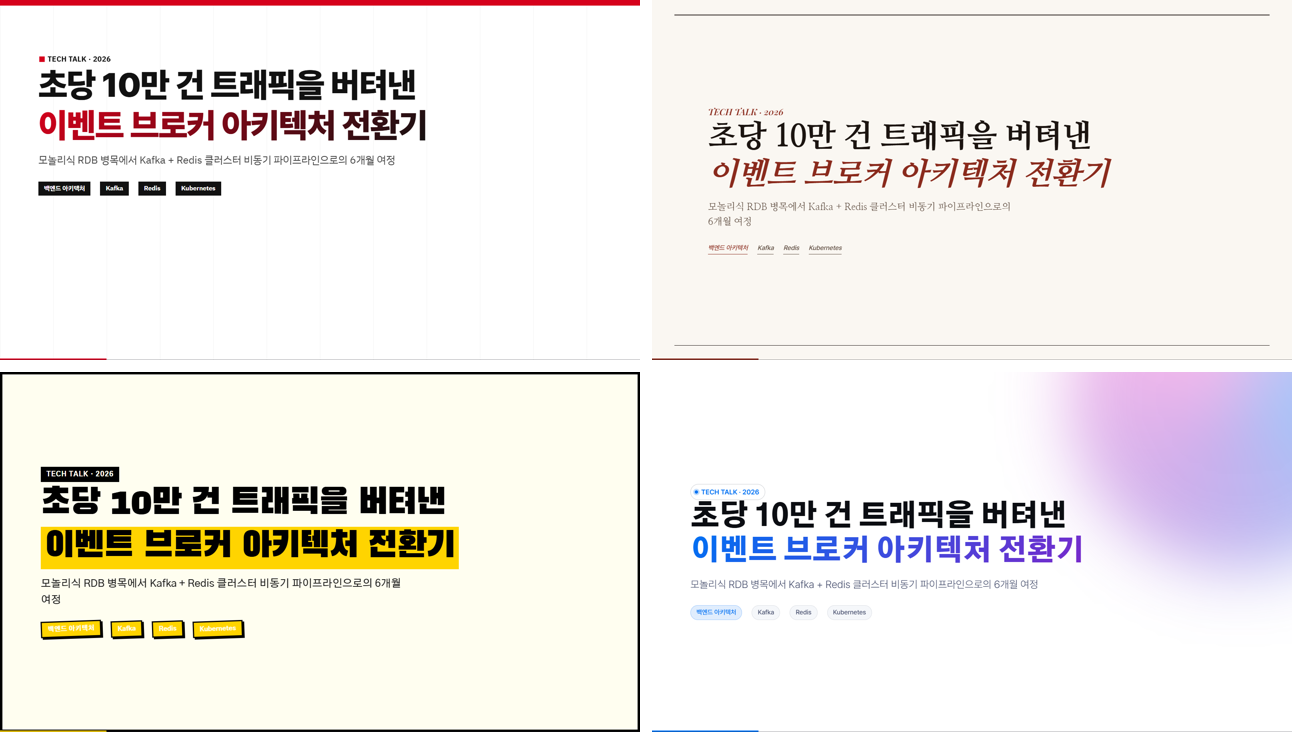 TECH TALK · 2026
초당 10만 건 트래픽을 버텨낸
이벤트 브로커 아키텍처 전환기
모놀리식 RDB 병목에서 Kafka + Redis 클러스터 비동기 파이프라인으로의 6개월 여정
백엔드 아키텍처 Kafka Redis Kubernetes
TECH TALK · 2026
초당 10만 건 트래픽을 버텨낸
이벤트 브로커 아키텍처 전환기
모놀리식 RDB 병목에서 Kafka + Redis 클러스터 비동기 파이프라인으로의
6개월 여정
백엔드 아키텍처 Kafka Redis Kubernetes
TECH TALK · 2026
초당 10만 건 트래픽을 버텨낸
이벤트 브로커 아키텍처 전환기
모놀리식 RDB 병목에서 Kafka + Redis 클러스터 비동기 파이프라인으로의 6개월
여정
백엔드 아키텍처 Kafka Redis Kubernetes
TECH TALK · 2026
초당 10만 건 트래픽을 버텨낸
이벤트 브로커 아키텍처 전환기
모놀리식 RDB 병목에서 Kafka + Redis 클러스터 비동기 파이프라인으로의 6개월 여정
백엔드 아키텍처 Kafka Redis Kubernetes